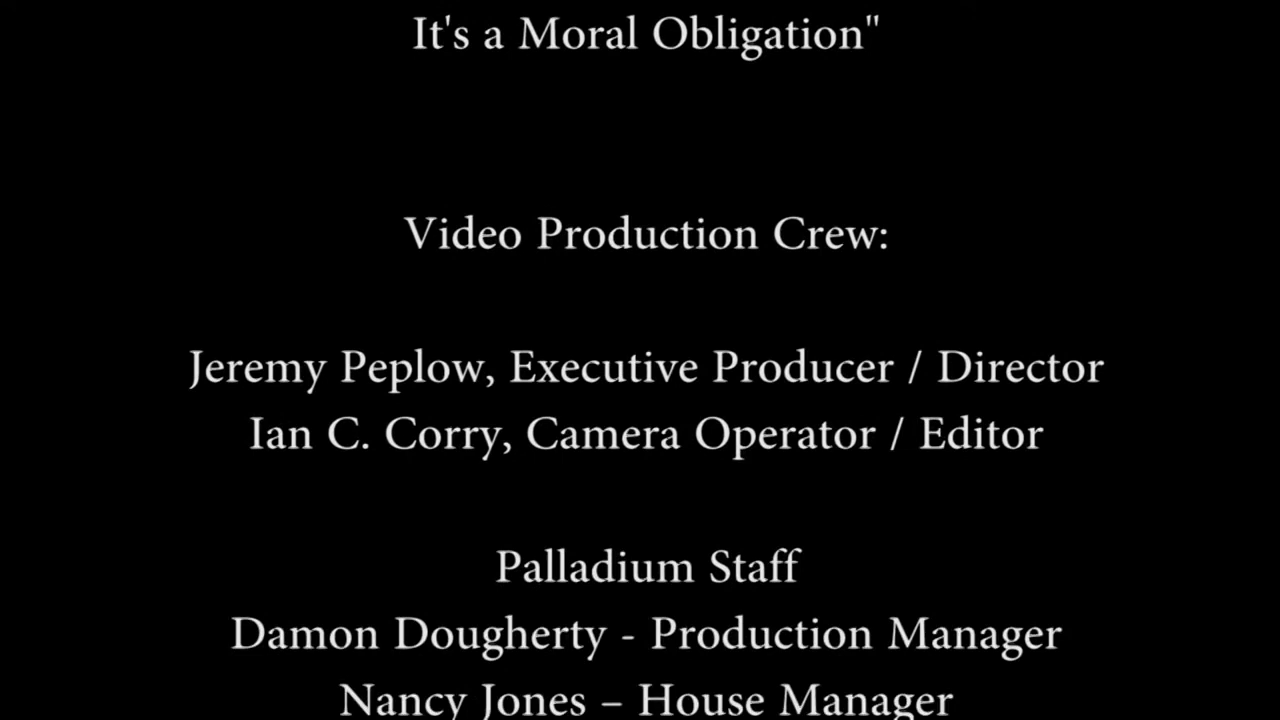 It's a Moral Obligation"
Video Production Crew:
Jeremy Peplow, Executive Producer / Director
Ian C. Corry, Camera Operator / Editor
Palladium Staff
Damon Dougherty - Production Manager
Nancy Jones – House Manager